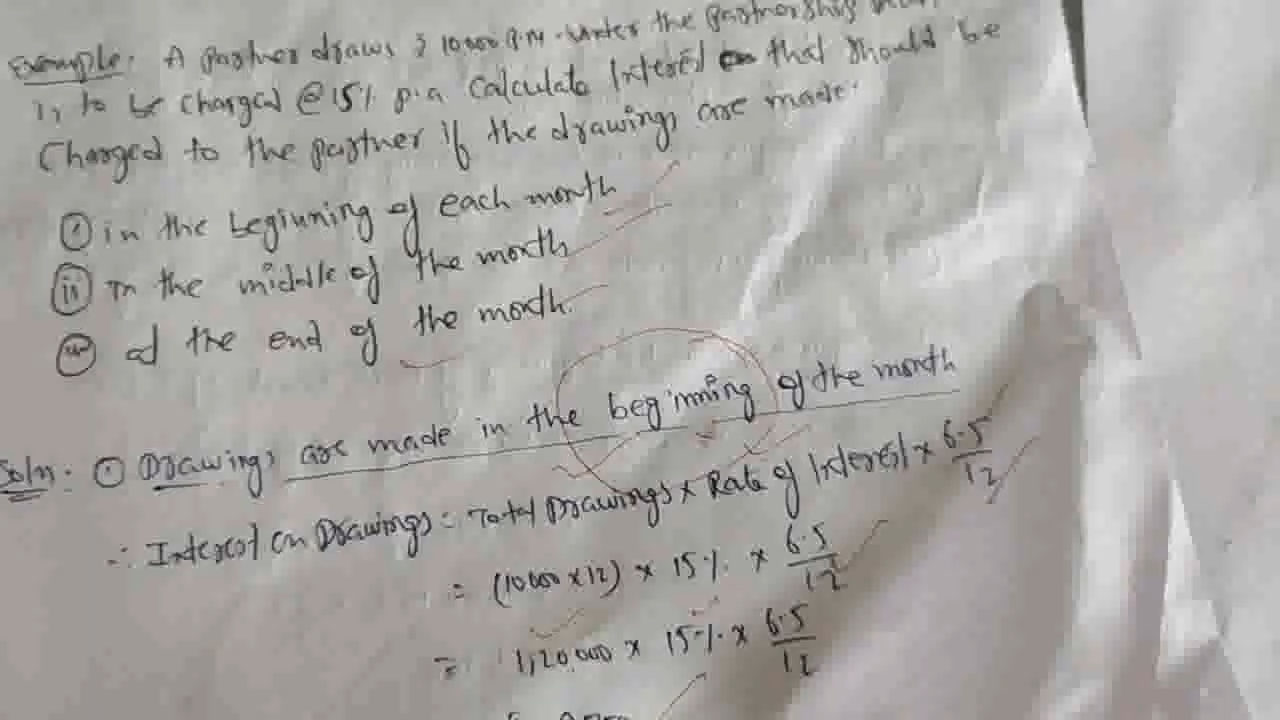 Example: A partner draws ₹ 10000 P.M. Under the partnership
is to be charged @ 15% p.a Calculate Interest on that should be
Charged to the partner if the drawings are made.
(i) in the beginning of each month
(ii) In the middle of the month
(iii) at the end of the month.
Soln: (i) Drawings are made in the beginning of the month
∴ Interest on Drawings = Total Drawings × Rate of Interest × 6.5/12
= (10000 × 12) × 15% × 6.5/12
= 1,20,000 × 15% × 6.5/12